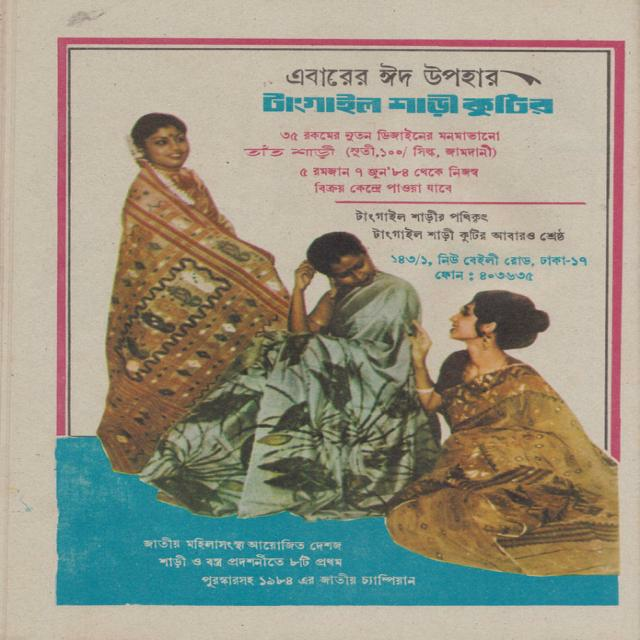 এবারের ঈদ উপহার
টাংগাইল শাড়ী কুটির
৩৫ রকমের নূতন ডিজাইনের মনমাতানো
তাঁত শাড়ী (সুতী,১০০/ সিল্ক, জামদানী)
৫ রমজান ৭ জুন'৮৪ থেকে নিজস্ব
বিক্রয় কেন্দ্রে পাওয়া যাবে
টাংগাইল শাড়ীর পথিকৃৎ
টাংগাইল শাড়ী কুটির আবারও শ্রেষ্ঠ
১৪৩/১, নিউ বেইলী রোড, ঢাকা-১৭
ফোন : ৪০৩৬৩৫
জাতীয় মহিলাসংস্থা আয়োজিত দেশজ
শাড়ী ও বস্ত্র প্রদর্শনীতে ৮টি প্রথম
পুরস্কারসহ ১৯৮৪ এর জাতীয় চ্যাম্পিয়ান